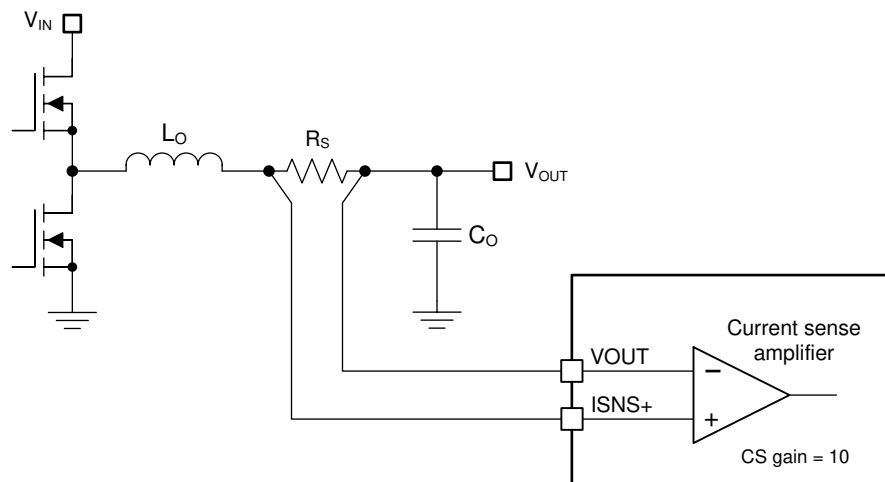 VIN
LO
RS
VOUT
CO
Current sense
amplifier
VOUT
−
ISNS+
+
CS gain = 10